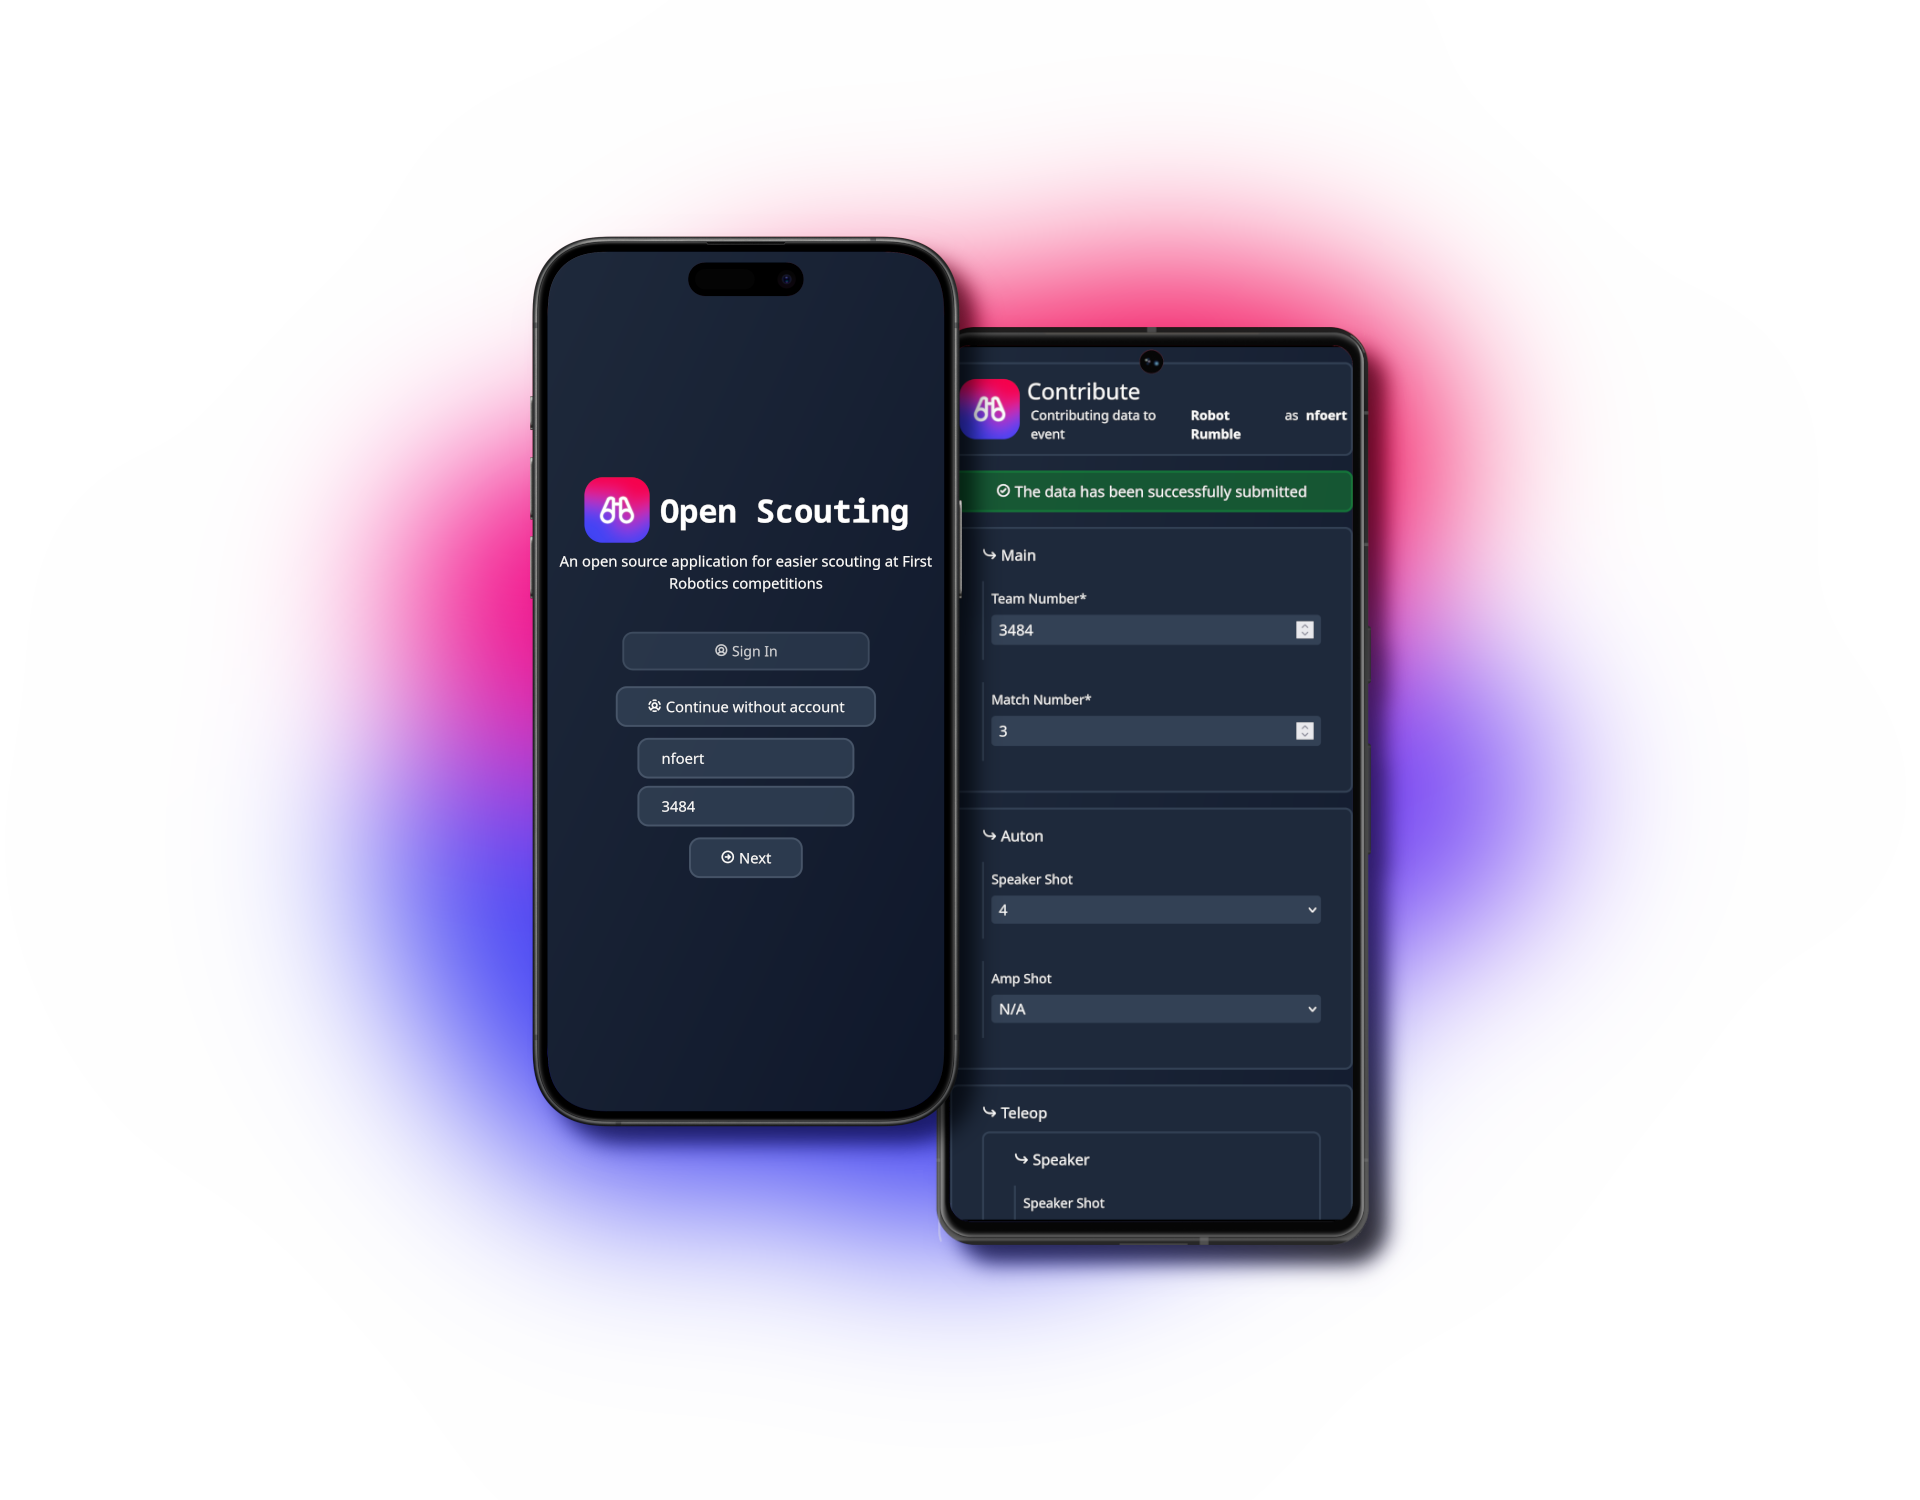 Open Scouting
An open source application for easier scouting at First
Robotics competitions
Sign In
Continue without account
nfoert
3484
Next
Contribute
Contributing data to Robot as nfoert
event Rumble
The data has been successfully submitted
Main
Team Number*
3484
Match Number*
3
Auton
Speaker Shot
4
Amp Shot
N/A
Teleop
Speaker
Speaker Shot